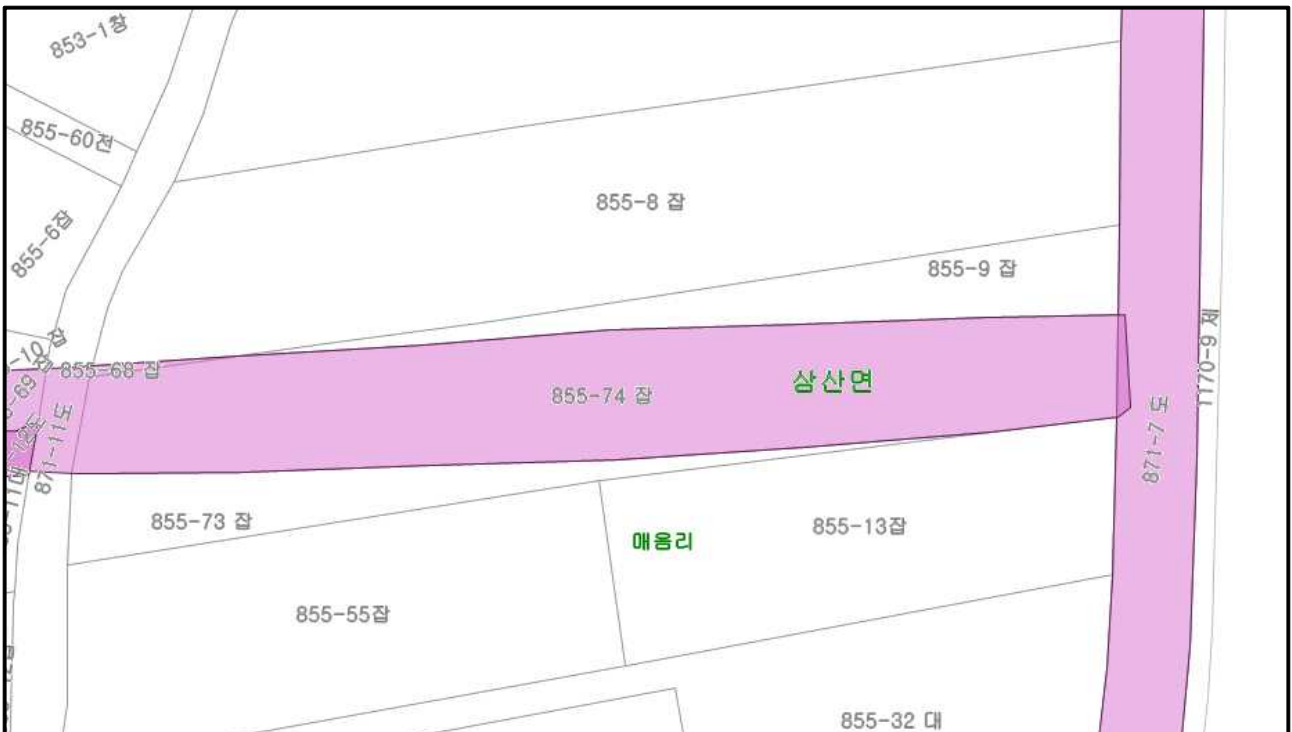 853-1창
855-60전
855-8 잡
855-6잡
855-9 잡
1170-9 제
855-68 잡
855-74 잡
삼산면
871-11도
871-7 도
855-73 잡
매음리
855-13잡
855-55잡
855-32 대